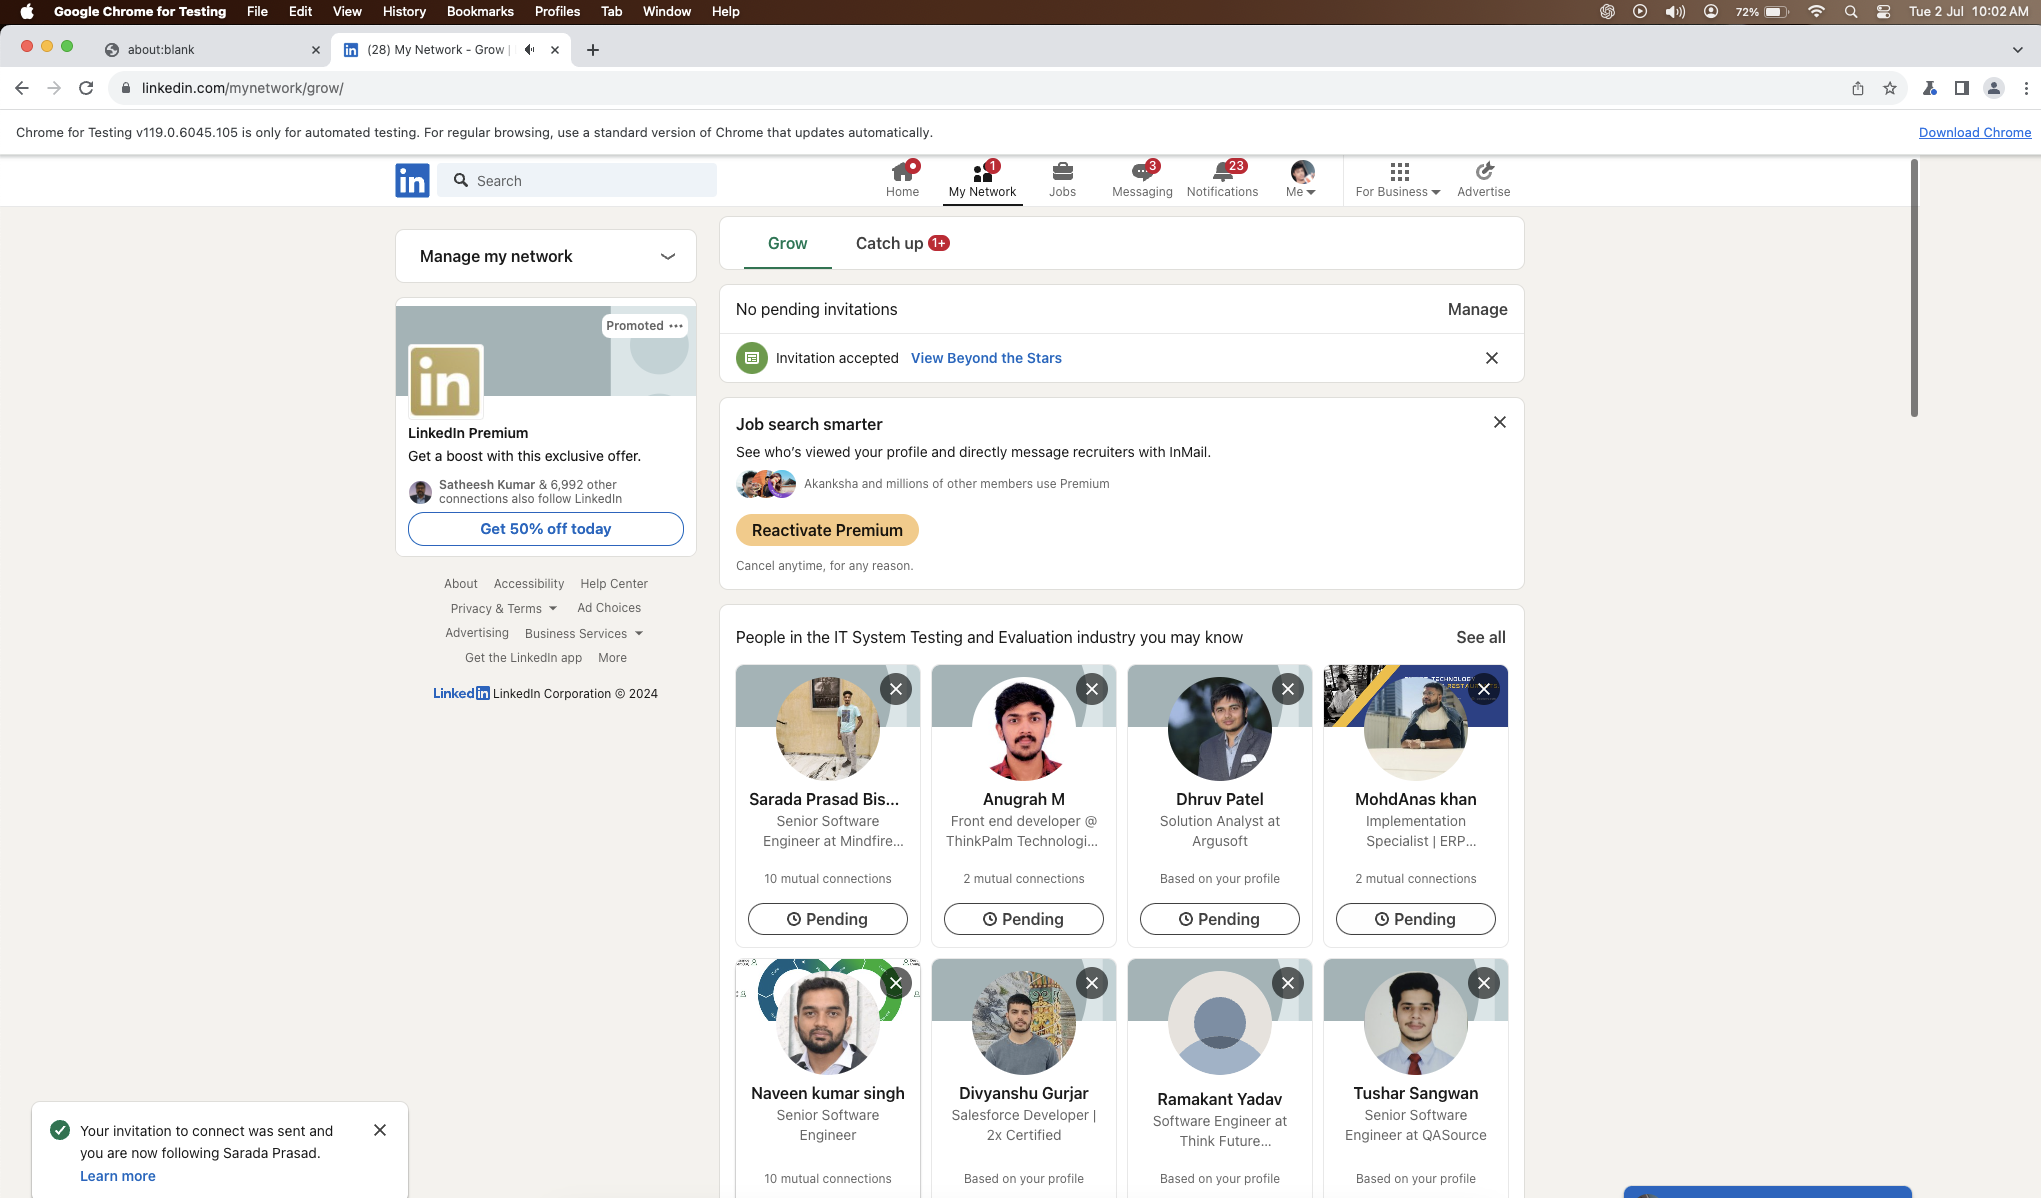 Google Chrome for Testing File Edit View History Bookmarks Profiles Tab Window Help
72% Tue 2 Jul 10:02 AM
about:blank
(28) My Network - Grow |
linkedin.com/mynetwork/grow/
Chrome for Testing v119.0.6045.105 is only for automated testing. For regular browsing, use a standard version of Chrome that updates automatically.
Download Chrome
in
Search
Home
1
My Network
Jobs
3
Messaging
23
Notifications
Me
For Business
Advertise
Manage my network
Promoted
in
LinkedIn Premium
Get a boost with this exclusive offer.
Satheesh Kumar & 6,992 other
connections also follow LinkedIn
Get 50% off today
About Accessibility Help Center
Privacy & Terms Ad Choices
Advertising Business Services
Get the LinkedIn app More
LinkedIn LinkedIn Corporation © 2024
Grow
Catch up 1+
No pending invitations
Manage
Invitation accepted View Beyond the Stars
Job search smarter
See who's viewed your profile and directly message recruiters with InMail.
Akanksha and millions of other members use Premium
Reactivate Premium
Cancel anytime, for any reason.
People in the IT System Testing and Evaluation industry you may know
See all
Sarada Prasad Bis...
Senior Software
Engineer at Mindfire...
10 mutual connections
Pending
Anugrah M
Front end developer @
ThinkPalm Technologi...
2 mutual connections
Pending
Dhruv Patel
Solution Analyst at
Argusoft
Based on your profile
Pending
MohdAnas khan
Implementation
Specialist | ERP...
2 mutual connections
Pending
Naveen kumar singh
Senior Software
Engineer
10 mutual connections
Divyanshu Gurjar
Salesforce Developer |
2x Certified
Based on your profile
Ramakant Yadav
Software Engineer at
Think Future...
Based on your profile
Tushar Sangwan
Senior Software
Engineer at QASource
Based on your profile
Your invitation to connect was sent and
you are now following Sarada Prasad.
Learn more